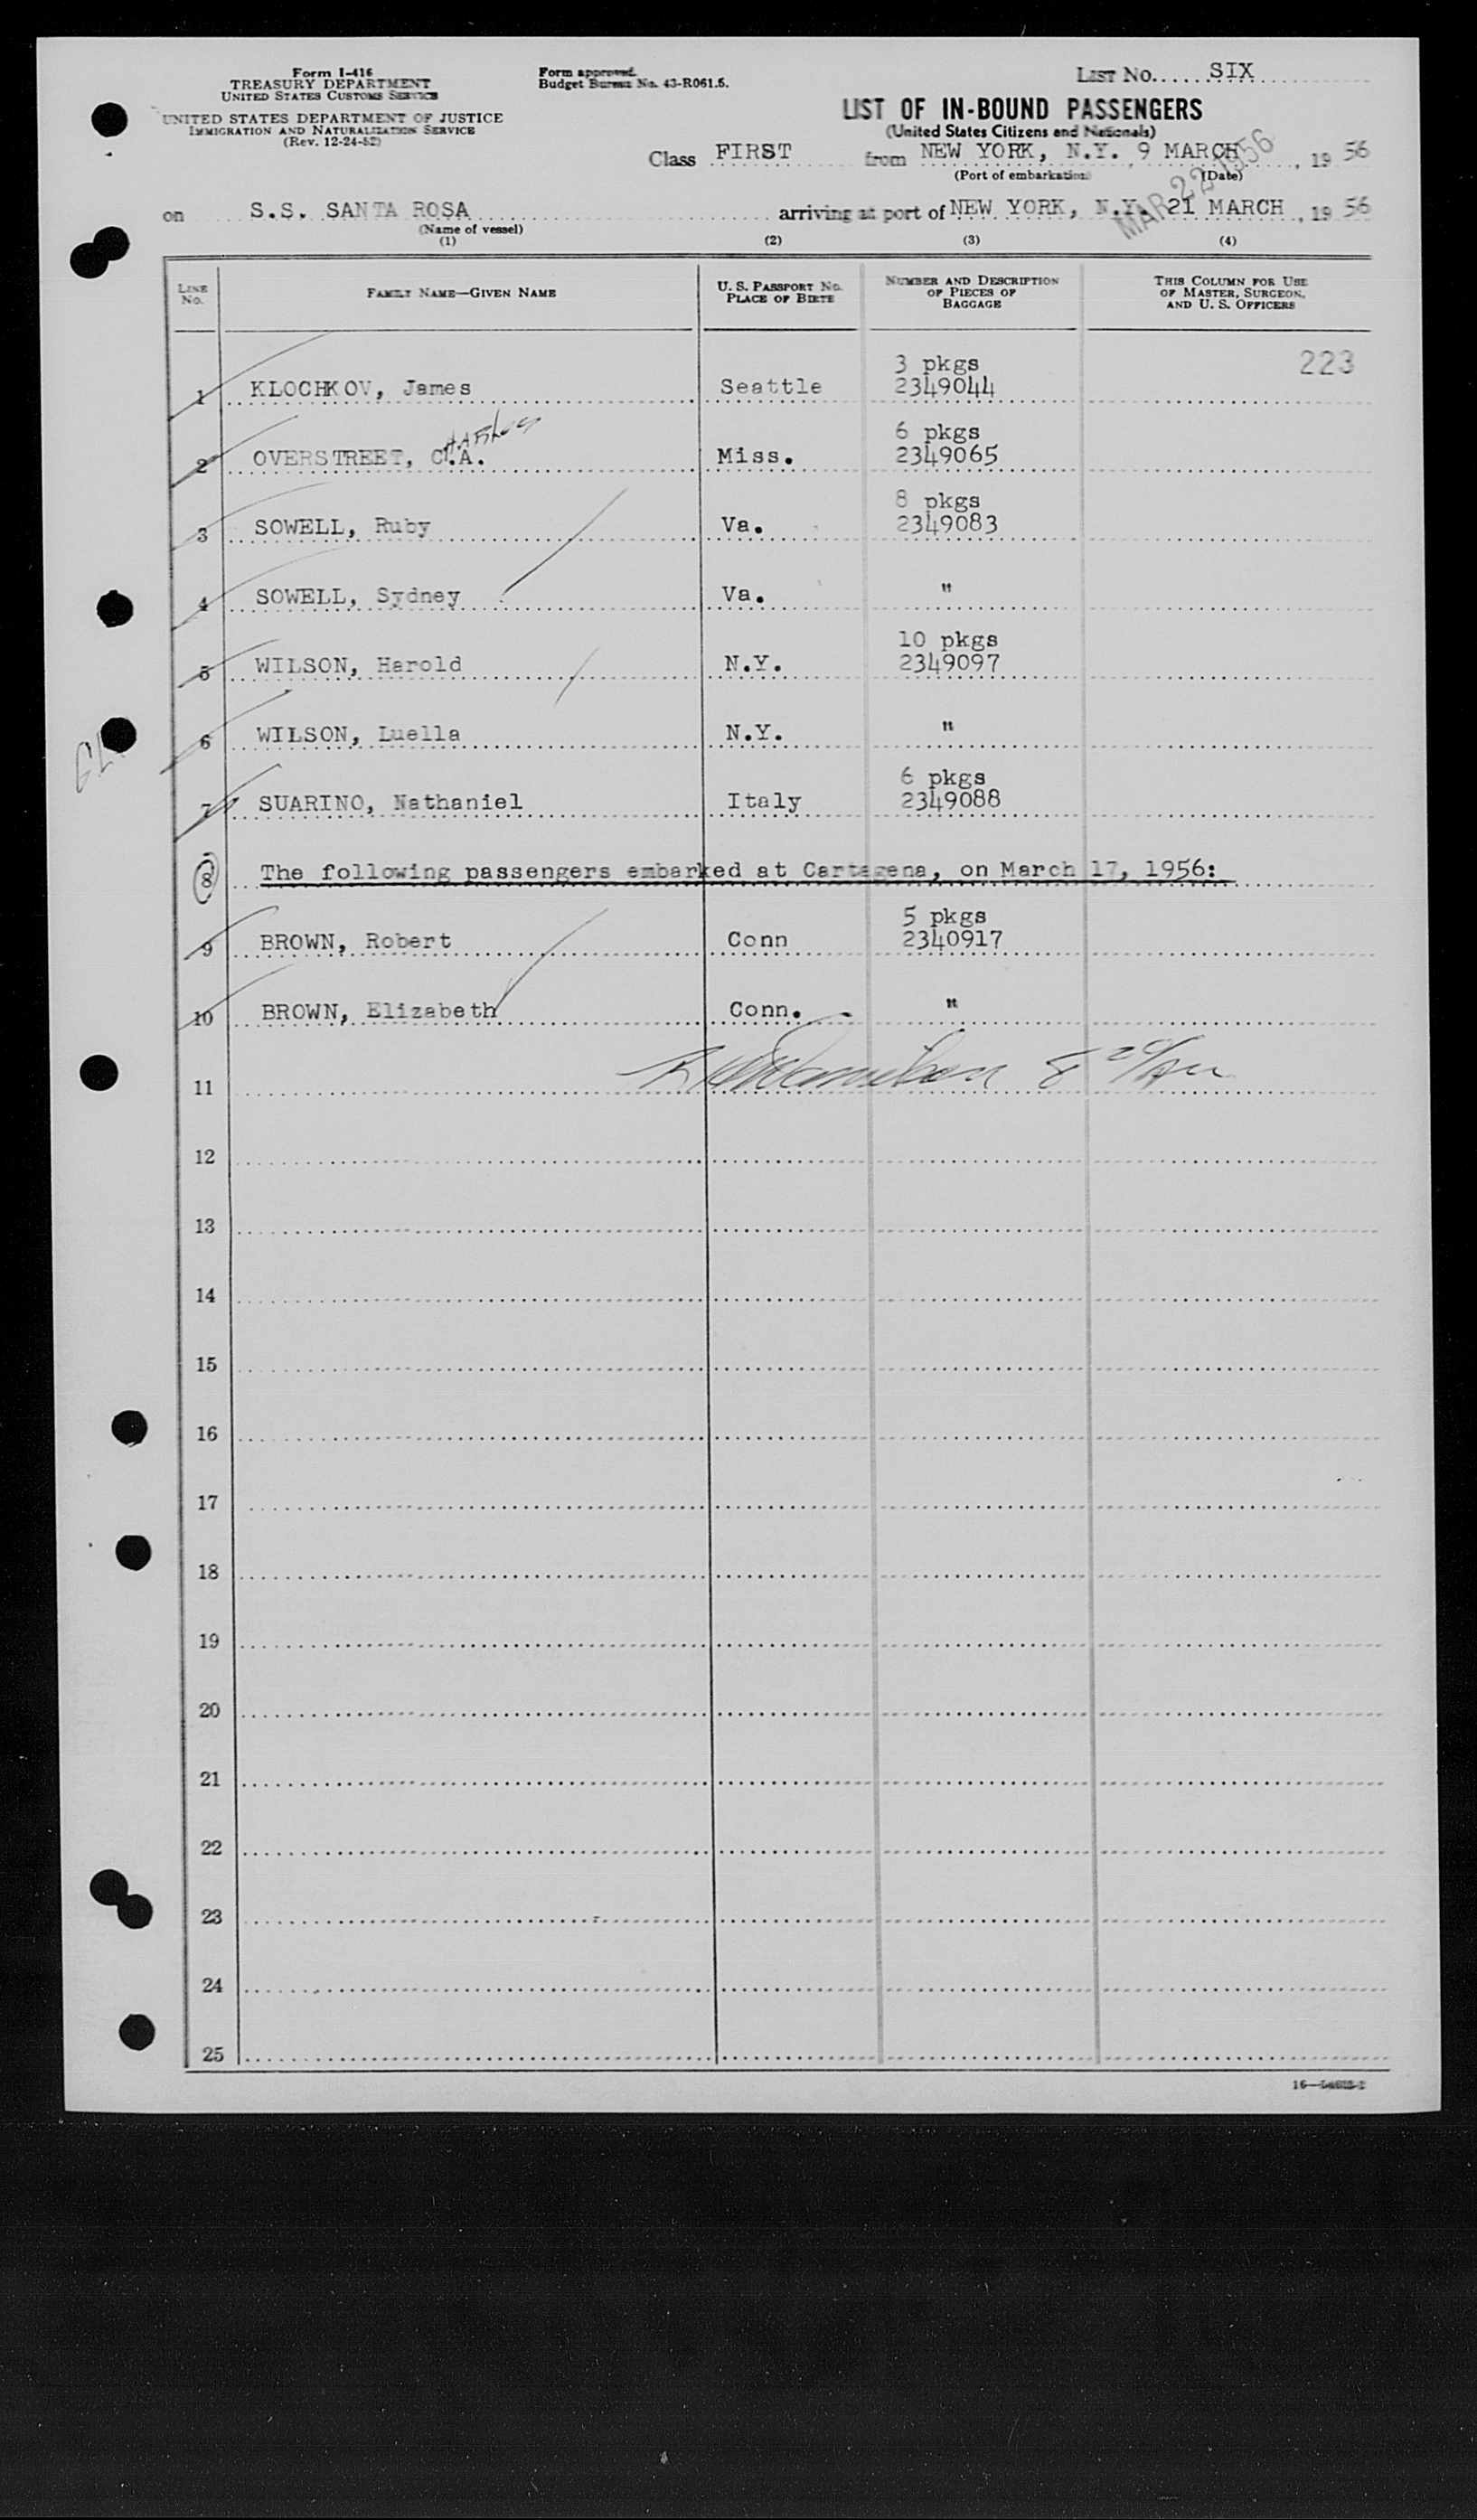 Form I-416
TREASURY DEPARTMENT
UNITED STATES CUSTOMS SERVICE
UNITED STATES DEPARTMENT OF JUSTICE
IMMIGRATION AND NATURALIZATION SERVICE
(Rev. 12-24-52)
Form approved.
Budget Bureau No. 43-R061.5.
LIST No. SIX
LIST OF IN-BOUND PASSENGERS
(United States Citizens and Nationals)
Class FIRST from NEW YORK, N.Y. 9 MARCH, 19 56
(Port of embarkation) (Date)
MAR 22 1956
on S.S. SANTA ROSA arriving at port of NEW YORK, N.Y. 21 MARCH, 19 56
(Name of vessel)
(1) (2) (3) (4)
LINE No. FAMILY NAME—GIVEN NAME U. S. PASSPORT No. PLACE OF BIRTH NUMBER AND DESCRIPTION OF PIECES OF BAGGAGE THIS COLUMN FOR USE OF MASTER, SURGEON, AND U. S. OFFICERS
3 pkgs 223
1 KLOCHKOV, James Seattle 2349044
6 pkgs
2 OVERSTREET, C.A. Miss. 2349065
8 pkgs
3 SOWELL, Ruby Va. 2349083
4 SOWELL, Sydney Va. "
10 pkgs
5 WILSON, Harold N.Y. 2349097
6 WILSON, Luella N.Y. "
6 pkgs
7 SUARINO, Nathaniel Italy 2349088
8 The following passengers embarked at Cartagena, on March 17, 1956:
5 pkgs
9 BROWN, Robert Conn 2340917
10 BROWN, Elizabeth Conn. "
11
12
13
14
15
16
17
18
19
20
21
22
23
24
25